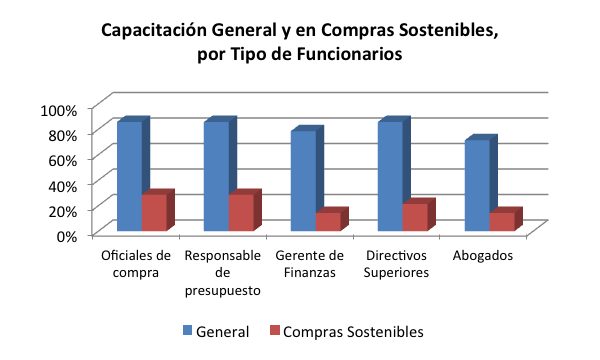 Capacitación General y en Compras Sostenibles,
por Tipo de Funcionarios
100%
80%
60%
40%
20%
0%
Oficiales de
compra
Responsable
de
presupuesto
Gerente de
Finanzas
Directivos
Superiores
Abogados
General
Compras Sostenibles